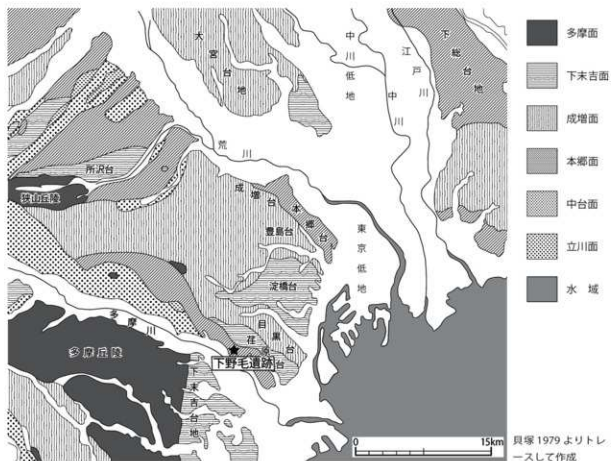 大宮台地
中川低地
中川
江戸川
下総台地
荒川
所沢台
狭山丘陵
成増台
本郷台
豊島台
東京低地
淀橋台
多摩川
目黒台
荏原台
多摩丘陵
下野毛遺跡
下末吉台地
0 15km
多摩面
下末吉面
成増面
本郷面
中台面
立川面
水域
貝塚 1979 よりトレ
ースして作成